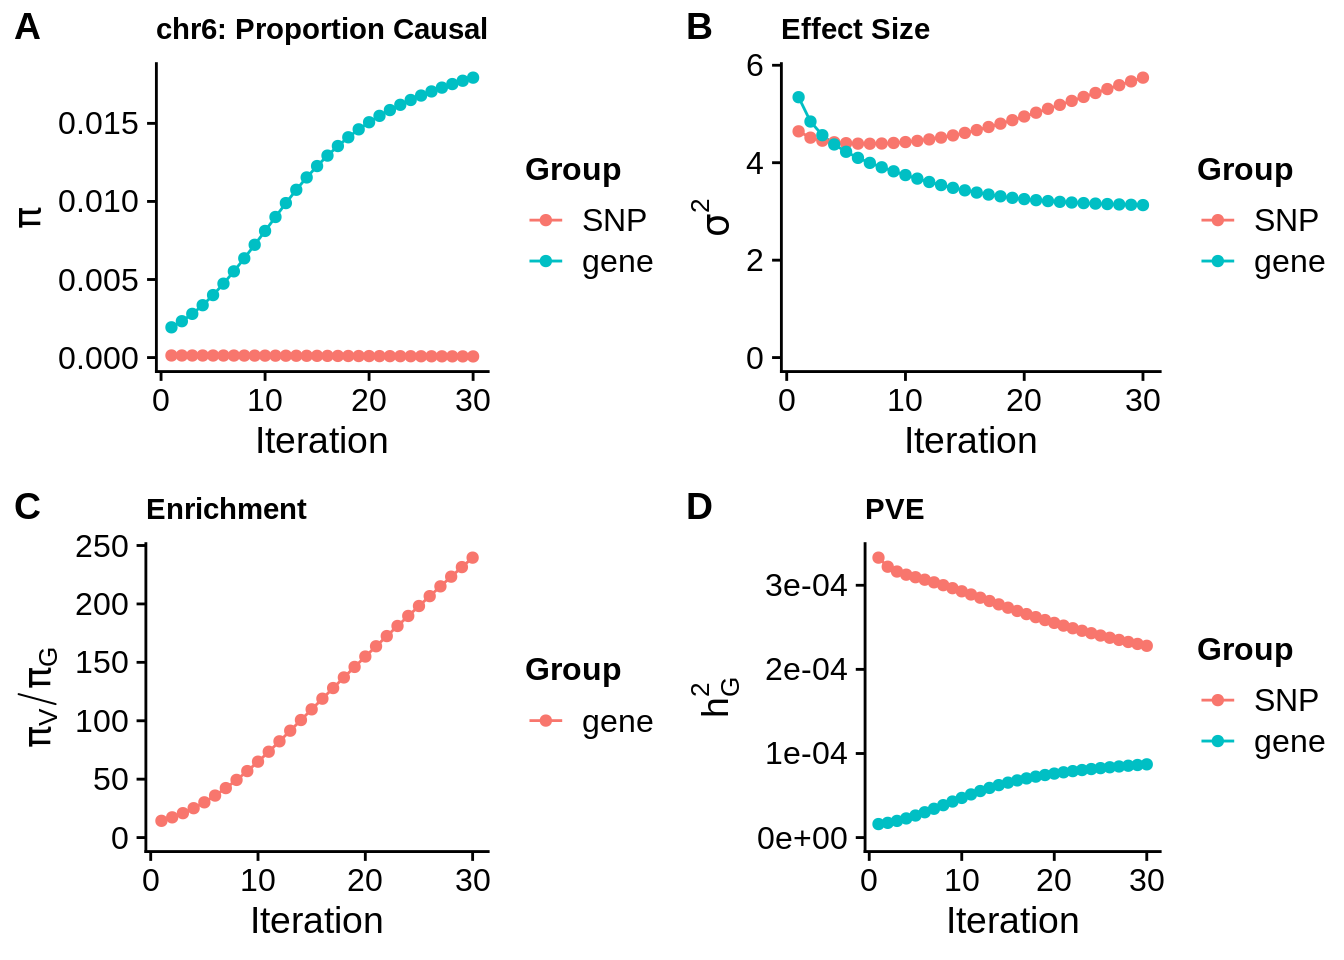 A
chr6: Proportion Causal
π
0.015
0.010
0.005
0.000
0 10 20 30
Iteration
Group
SNP
gene
B
Effect Size
σ²
6
4
2
0
0 10 20 30
Iteration
Group
SNP
gene
C
Enrichment
πV/πG
250
200
150
100
50
0
0 10 20 30
Iteration
Group
gene
D
PVE
h²G
3e-04
2e-04
1e-04
0e+00
0 10 20 30
Iteration
Group
SNP
gene